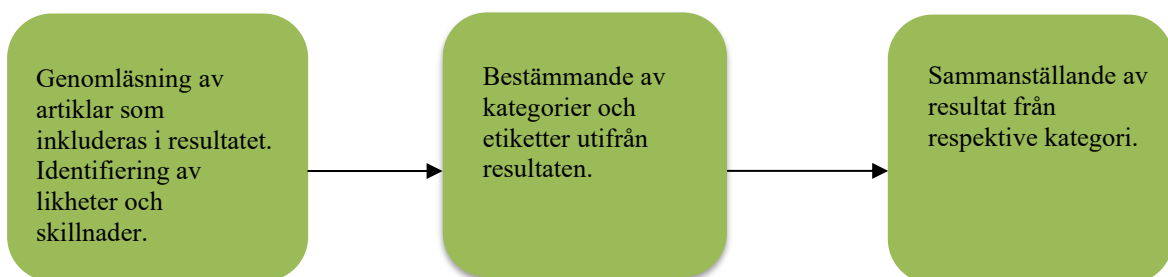 Genomläsning av
artiklar som
inkluderas i resultatet.
Identifiering av
likheter och
skillnader.
Bestämmande av
kategorier och
etiketter utifrån
resultaten.
Sammanställande av
resultat från
respektive kategori.